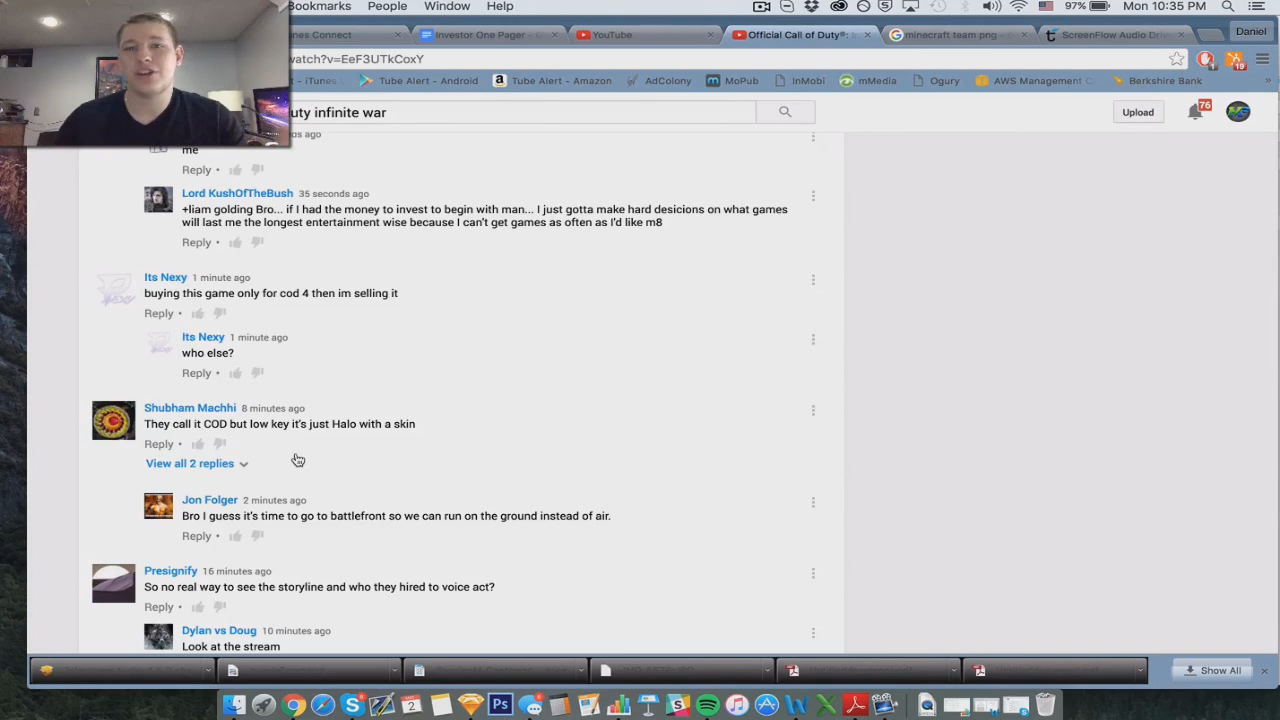 Bookmarks People Window Help 97% Mon 10:35 PM
nes Connect Investor One Pager - YouTube Official Call of Duty®: I minecraft team png - G ScreenFlow Audio Drive Daniel
watch?v=EeF3UTkCoxY 1 19
iTunes Tube Alert - Android Tube Alert - Amazon AdColony MoPub InMobi mMedia Ogury AWS Management C Berkshire Bank »
uty infinite war Upload 76
ds ago
me
Reply •
Lord KushOfTheBush 35 seconds ago
+liam golding Bro... if I had the money to invest to begin with man... I just gotta make hard desicions on what games
will last me the longest entertainment wise because I can't get games as often as I'd like m8
Reply •
Its Nexy 1 minute ago
buying this game only for cod 4 then im selling it
Reply •
Its Nexy 1 minute ago
who else?
Reply •
Shubham Machhi 8 minutes ago
They call it COD but low key it's just Halo with a skin
Reply •
View all 2 replies
Jon Folger 2 minutes ago
Bro I guess it's time to go to battlefront so we can run on the ground instead of air.
Reply •
Presignify 16 minutes ago
So no real way to see the storyline and who they hired to voice act?
Reply •
Dylan vs Doug 10 minutes ago
Look at the stream
Show All